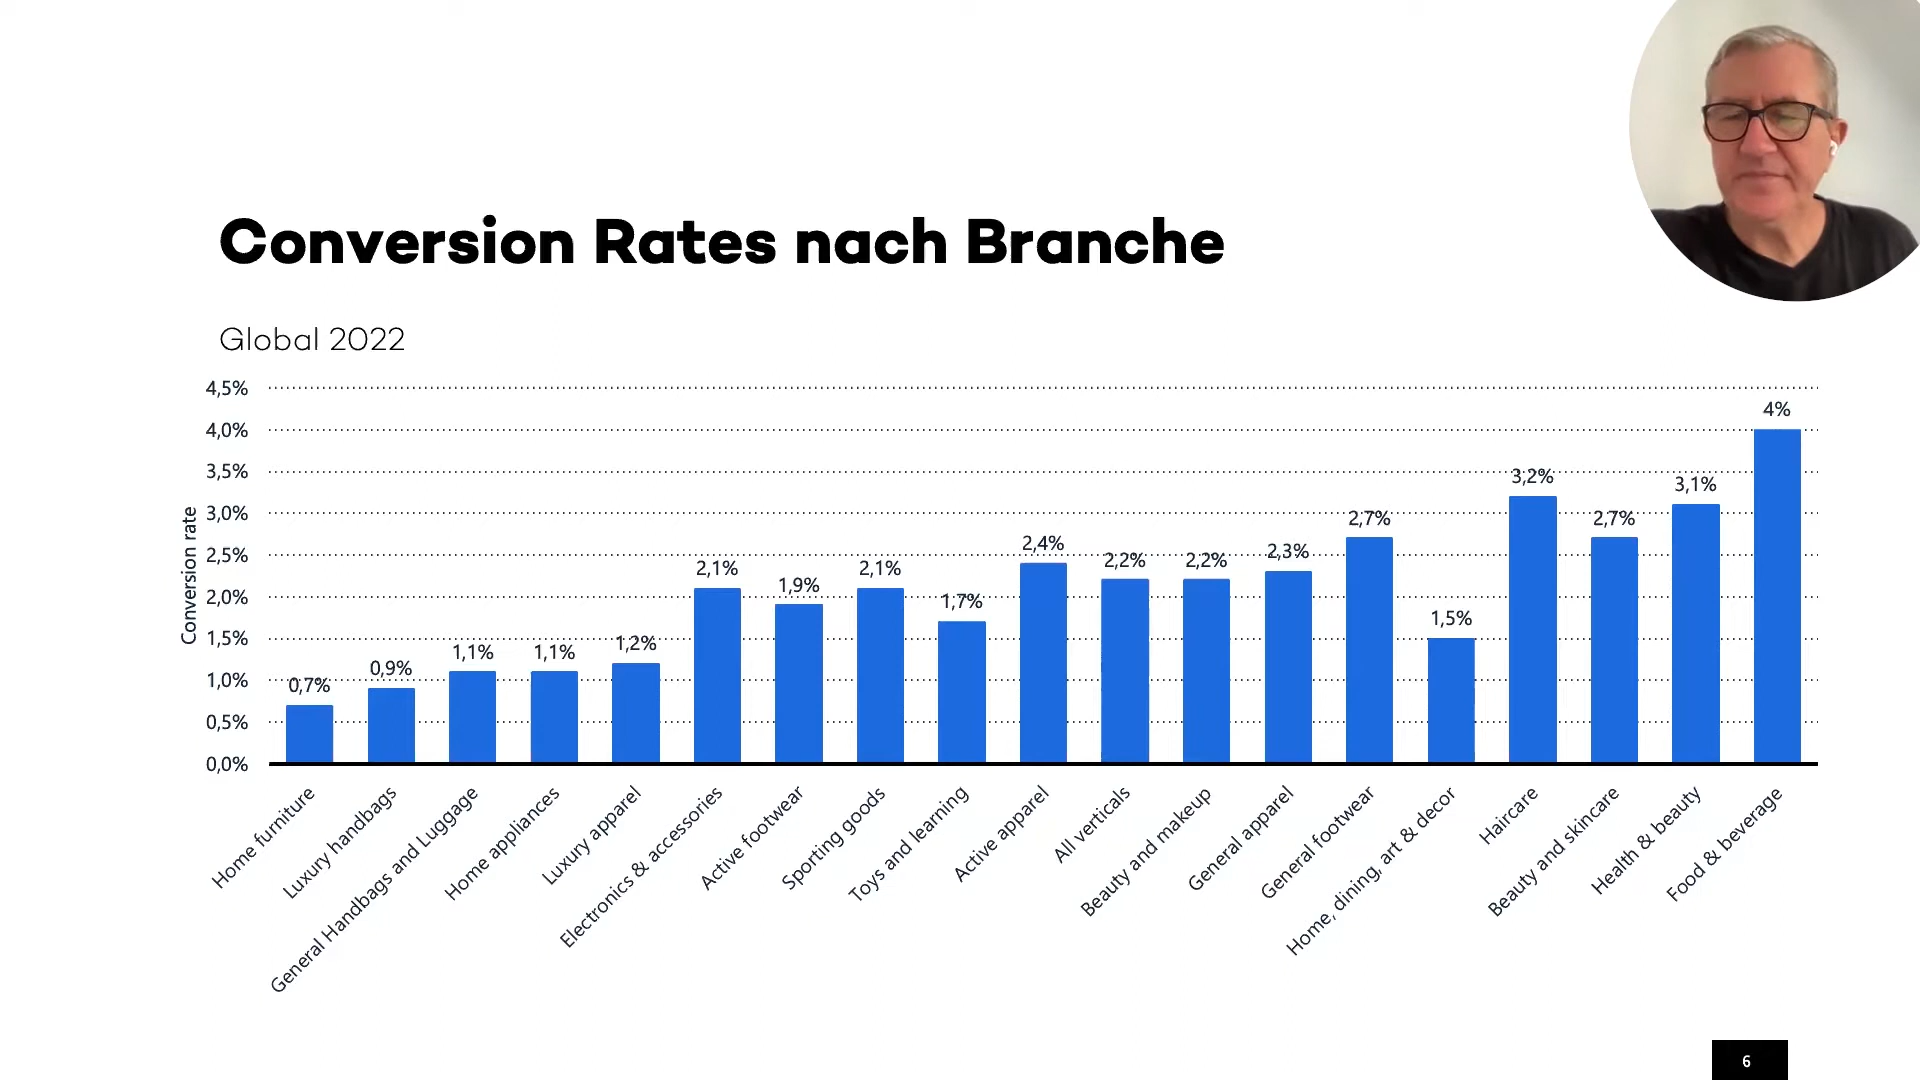 Conversion Rates nach Branche
Global 2022
Conversion rate
4,5%
4,0%
3,5%
3,0%
2,5%
2,0%
1,5%
1,0%
0,5%
0,0%
0,7%
0,9%
1,1%
1,1%
1,2%
2,1%
1,9%
2,1%
1,7%
2,4%
2,2%
2,2%
2,3%
2,7%
1,5%
3,2%
2,7%
3,1%
4%
Home furniture
Luxury handbags
General Handbags and Luggage
Home appliances
Luxury apparel
Electronics & accessories
Active footwear
Sporting goods
Toys and learning
Active apparel
All verticals
Beauty and makeup
General apparel
General footwear
Home, dining, art & decor
Haircare
Beauty and skincare
Health & beauty
Food & beverage
6